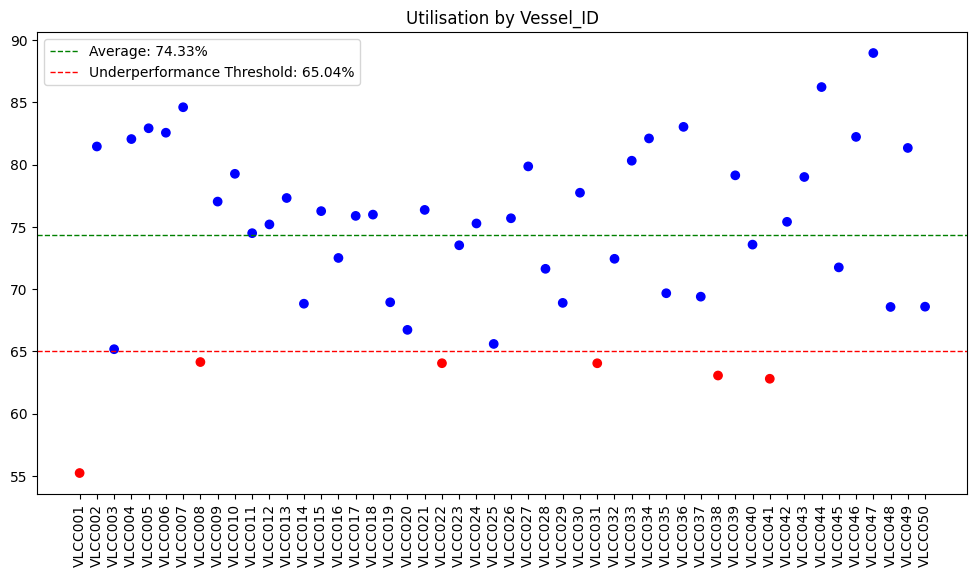 Utilisation by Vessel_ID
Average: 74.33%
Underperformance Threshold: 65.04%
90
85
80
75
70
65
60
55
VLCC001
VLCC002
VLCC003
VLCC004
VLCC005
VLCC006
VLCC007
VLCC008
VLCC009
VLCC010
VLCC011
VLCC012
VLCC013
VLCC014
VLCC015
VLCC016
VLCC017
VLCC018
VLCC019
VLCC020
VLCC021
VLCC022
VLCC023
VLCC024
VLCC025
VLCC026
VLCC027
VLCC028
VLCC029
VLCC030
VLCC031
VLCC032
VLCC033
VLCC034
VLCC035
VLCC036
VLCC037
VLCC038
VLCC039
VLCC040
VLCC041
VLCC042
VLCC043
VLCC044
VLCC045
VLCC046
VLCC047
VLCC48
VLCC049
VLCC050